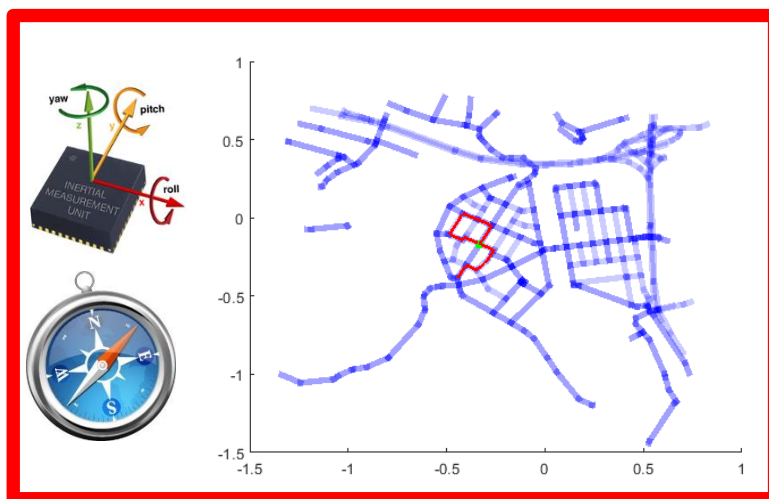 yaw
pitch
z
y
roll
x
INERTIAL
MEASUREMENT
UNIT
N
E
W
S
1
0.5
0
-0.5
-1
-1.5
-1.5
-1
-0.5
0
0.5
1